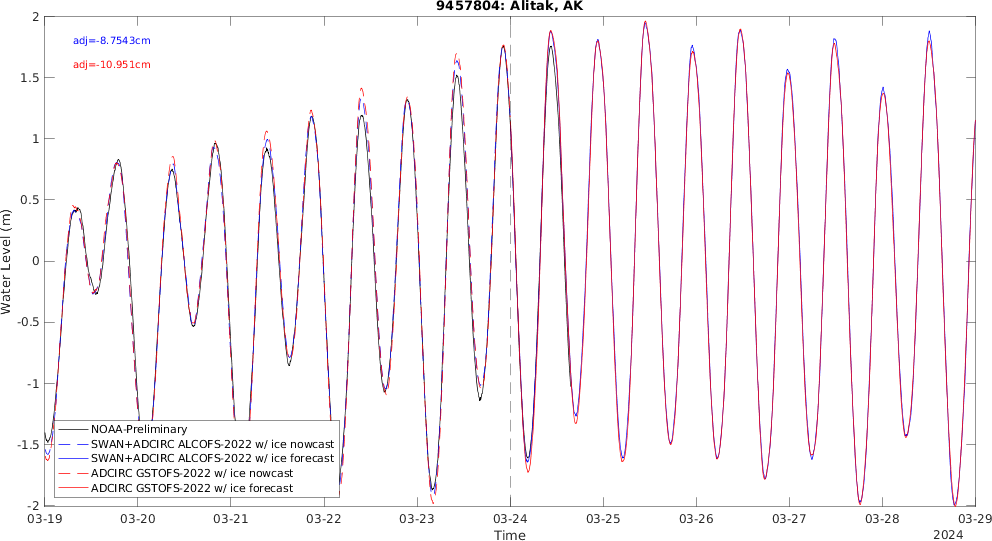 9457804: Alitak, AK
adj=-8.7543cm
adj=-10.951cm
2
1.5
1
0.5
0
-0.5
-1
-1.5
-2
Water Level (m)
NOAA-Preliminary
SWAN+ADCIRC ALCOFS-2022 w/ ice nowcast
SWAN+ADCIRC ALCOFS-2022 w/ ice forecast
ADCIRC GSTOFS-2022 w/ ice nowcast
ADCIRC GSTOFS-2022 w/ ice forecast
03-19 03-20 03-21 03-22 03-23 03-24 03-25 03-26 03-27 03-28 03-29
Time
2024